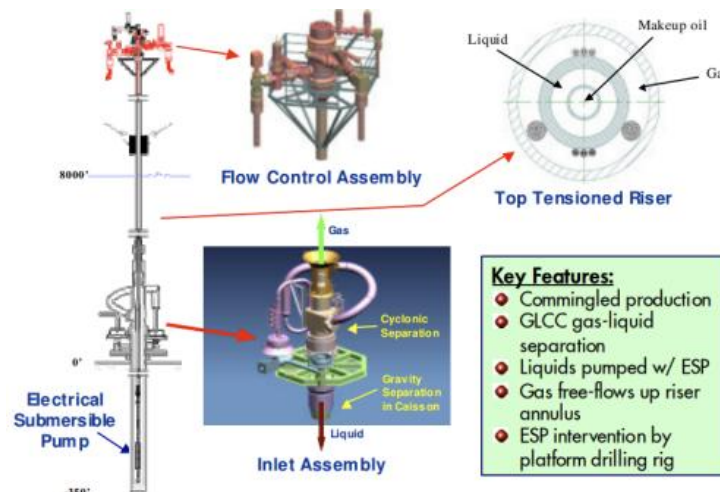 Liquid
Makeup oil
Flow Control Assembly
8000'
Top Tensioned Riser
Gas
Cyclonic
Separation
Gravity
Separation
in Caisson
Liquid
Inlet Assembly
0'
Electrical
Submersible
Pump
Key Features:
Commingled production
GLCC gas-liquid
separation
Liquids pumped w/ ESP
Gas free-flows up riser
annulus
ESP intervention by
platform drilling rig